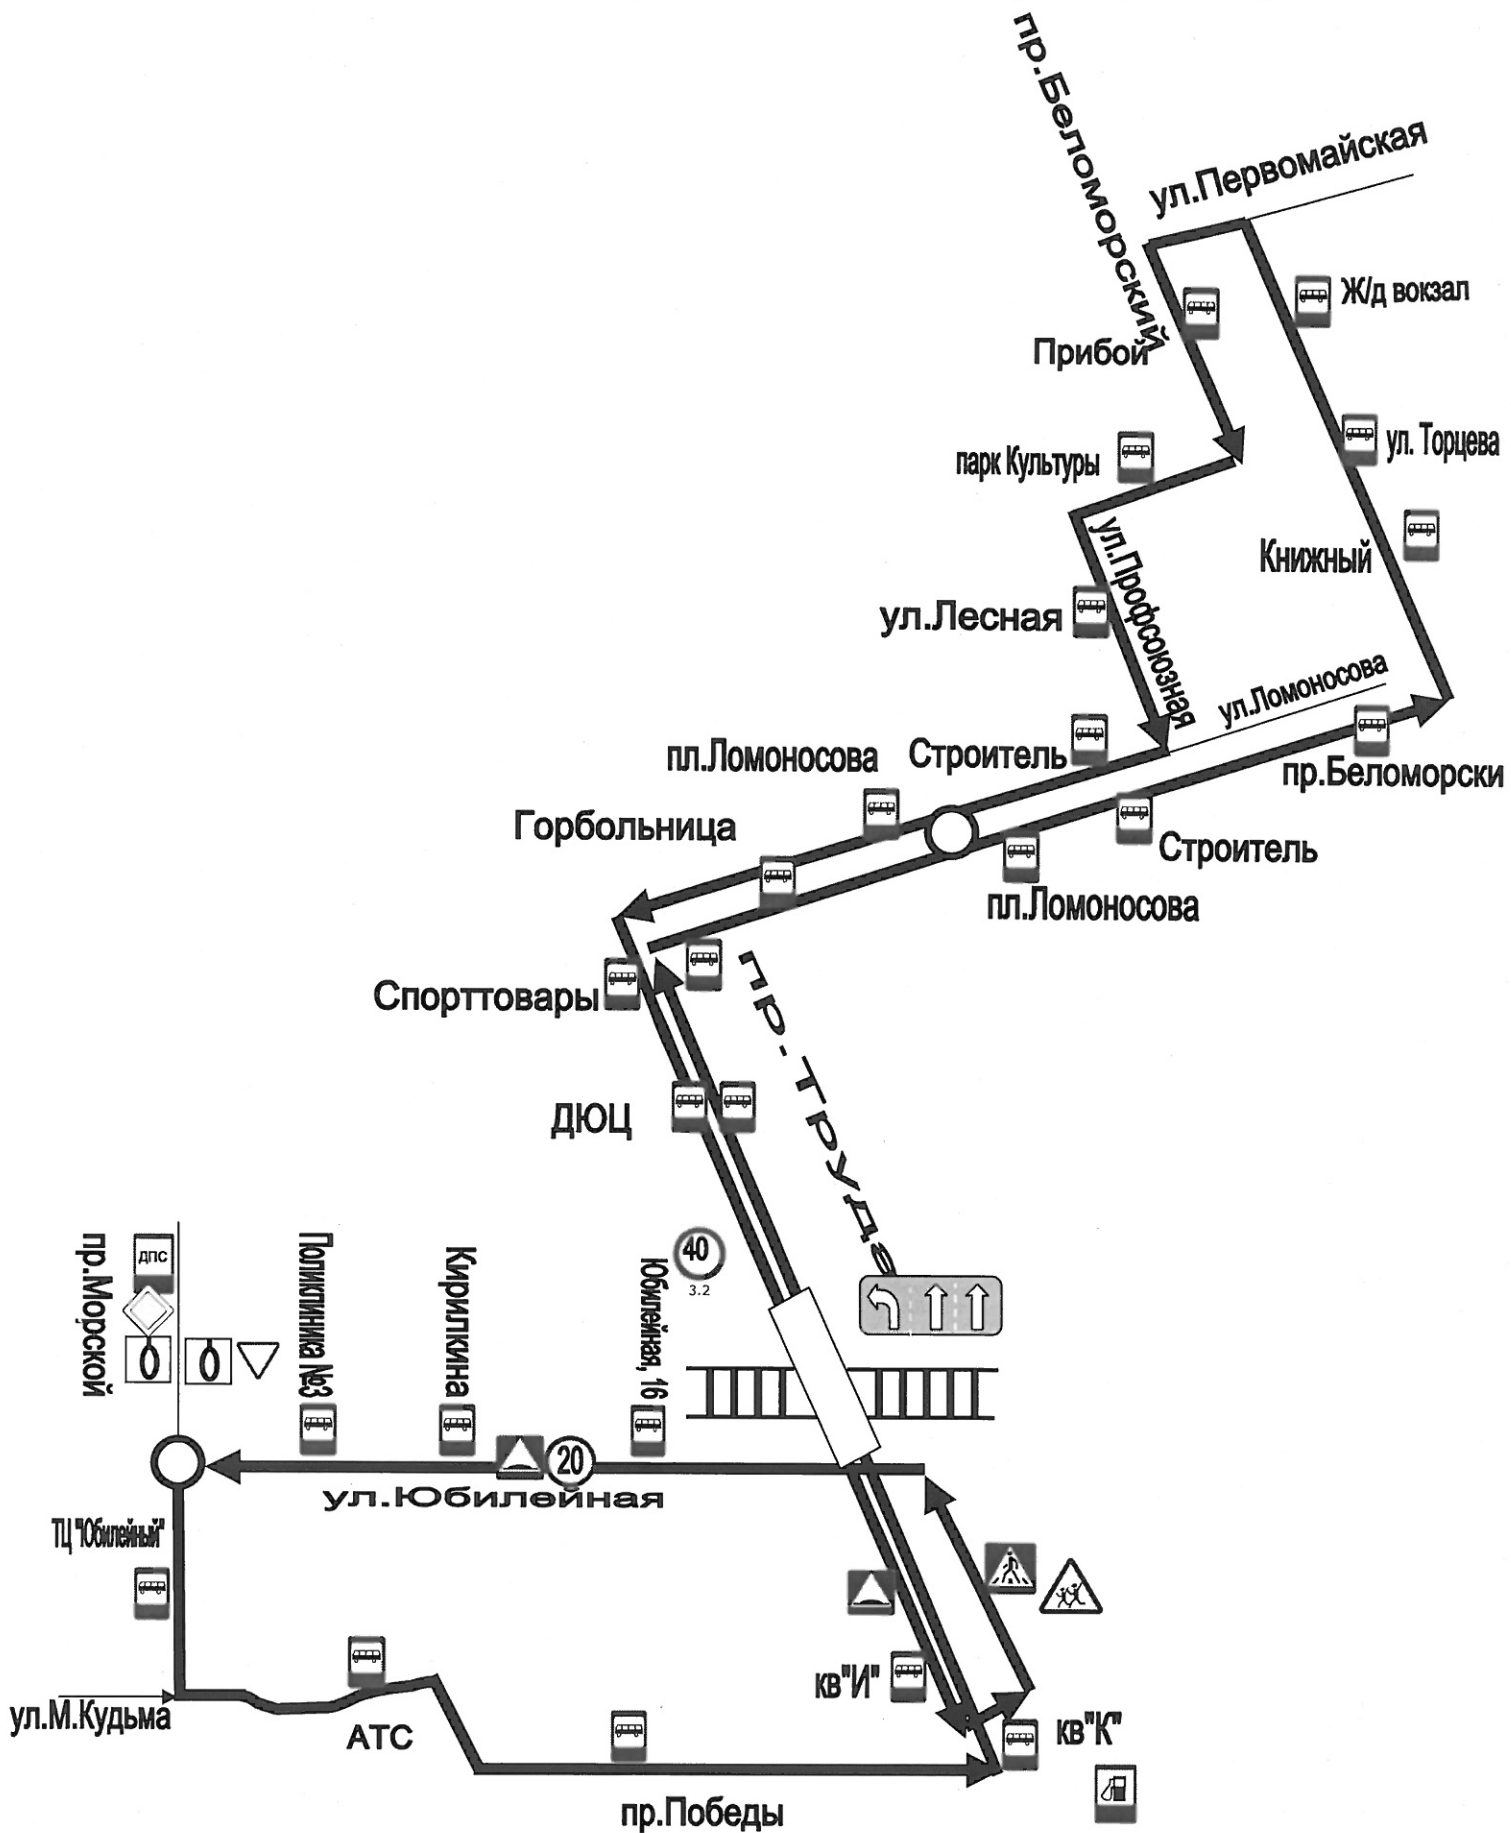 пр.Беломорский
ул.Первомайская
Ж/д вокзал
Прибой
ул. Торцева
парк Культуры
Книжный
ул.Профсоюзная
ул.Лесная
ул.Ломоносова
пл.Ломоносова
Строитель
пр.Беломорски
Горбольница
Строитель
пл.Ломоносова
Спорттовары
пр.Труда
ДЮЦ
40
3.2
пр.Морской
ДПС
Поликлиника №3
Кирилкина
Юбилейная, 16
0
0
20
ул.Юбилейная
ТЦ "Юбилейный"
кв"И"
ул.М.Кудьма
АТС
кв"К"
пр.Победы